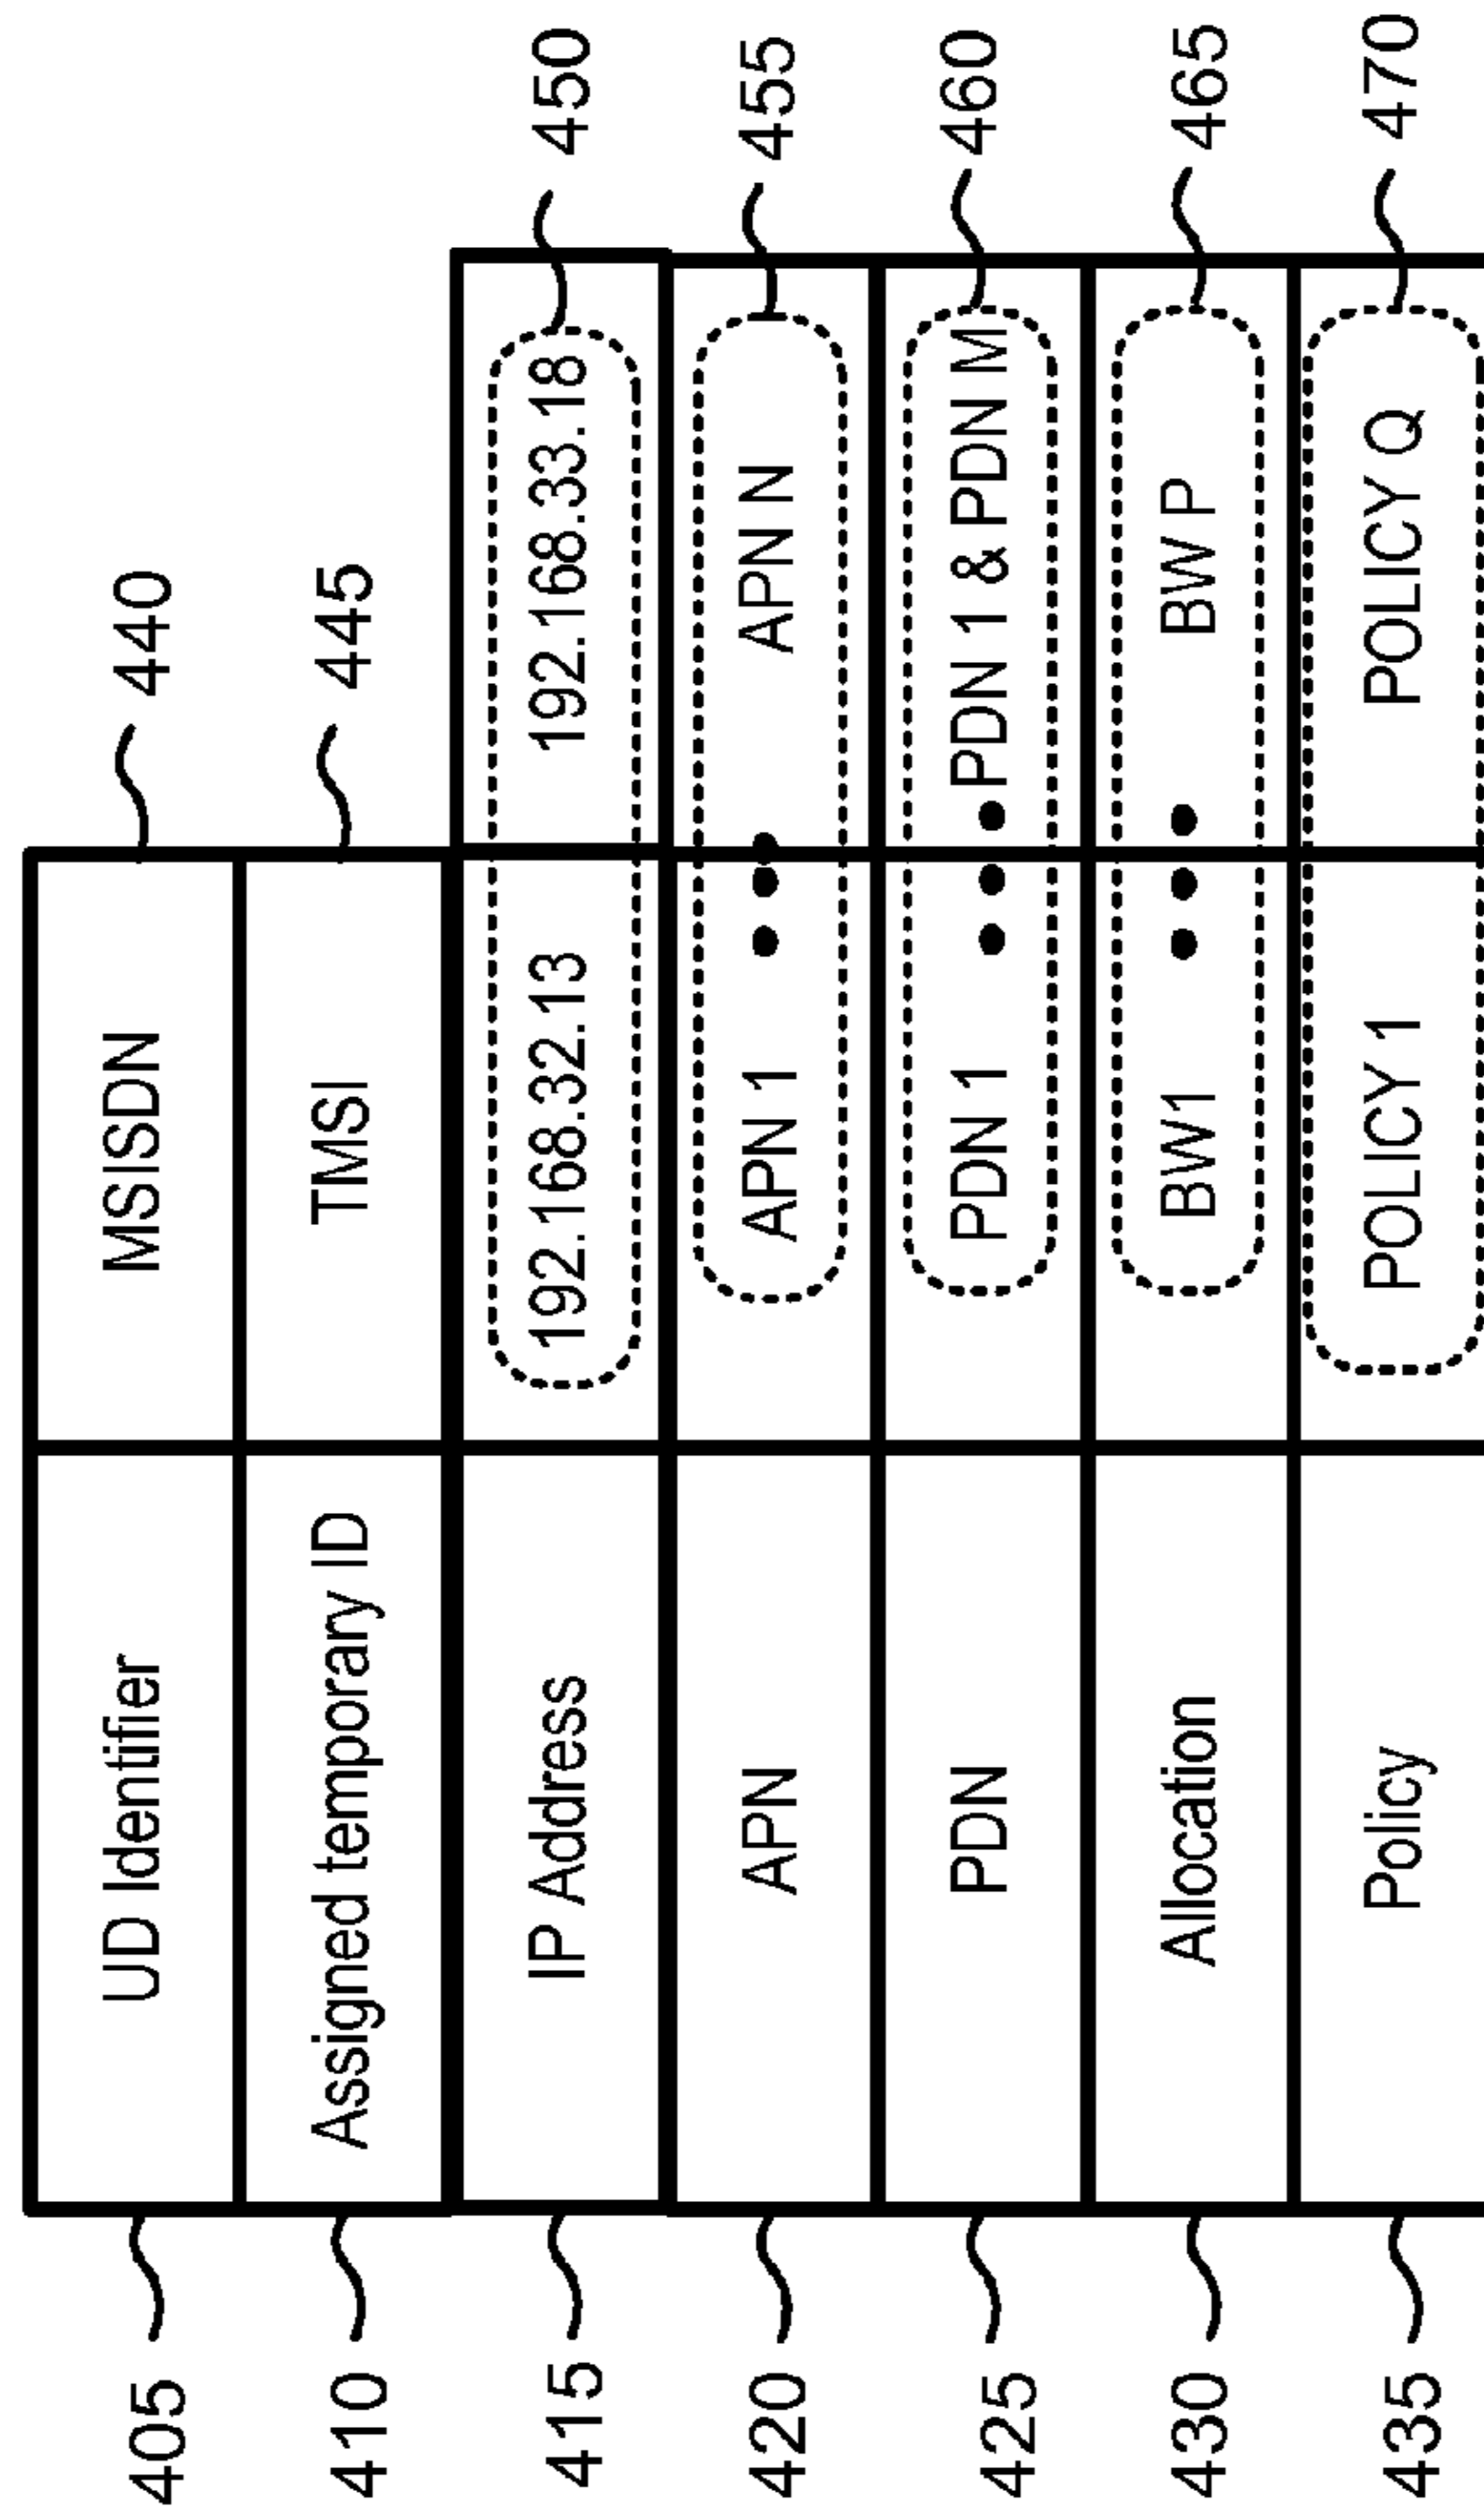 405 UD Identifier MSISDN 440
410 Assigned temporary ID TMSI 445
415 IP Address 192.168.32.13 192.168.33.18 450
420 APN APN 1 APN N 455
425 PDN PDN 1 PDN 1 & PDN M 460
430 Allocation BW1 BW P 465
435 Policy POLICY 1 POLICY Q 470